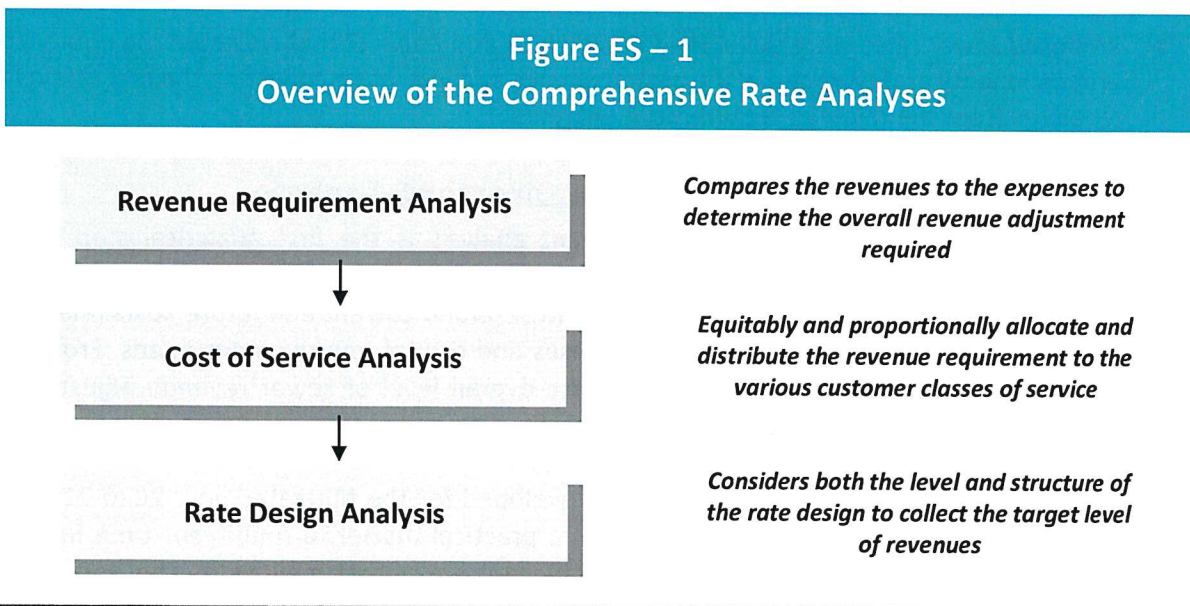 Figure ES – 1
Overview of the Comprehensive Rate Analyses
Revenue Requirement Analysis
Compares the revenues to the expenses to
determine the overall revenue adjustment
required
Cost of Service Analysis
Equitably and proportionally allocate and
distribute the revenue requirement to the
various customer classes of service
Rate Design Analysis
Considers both the level and structure of
the rate design to collect the target level
of revenues